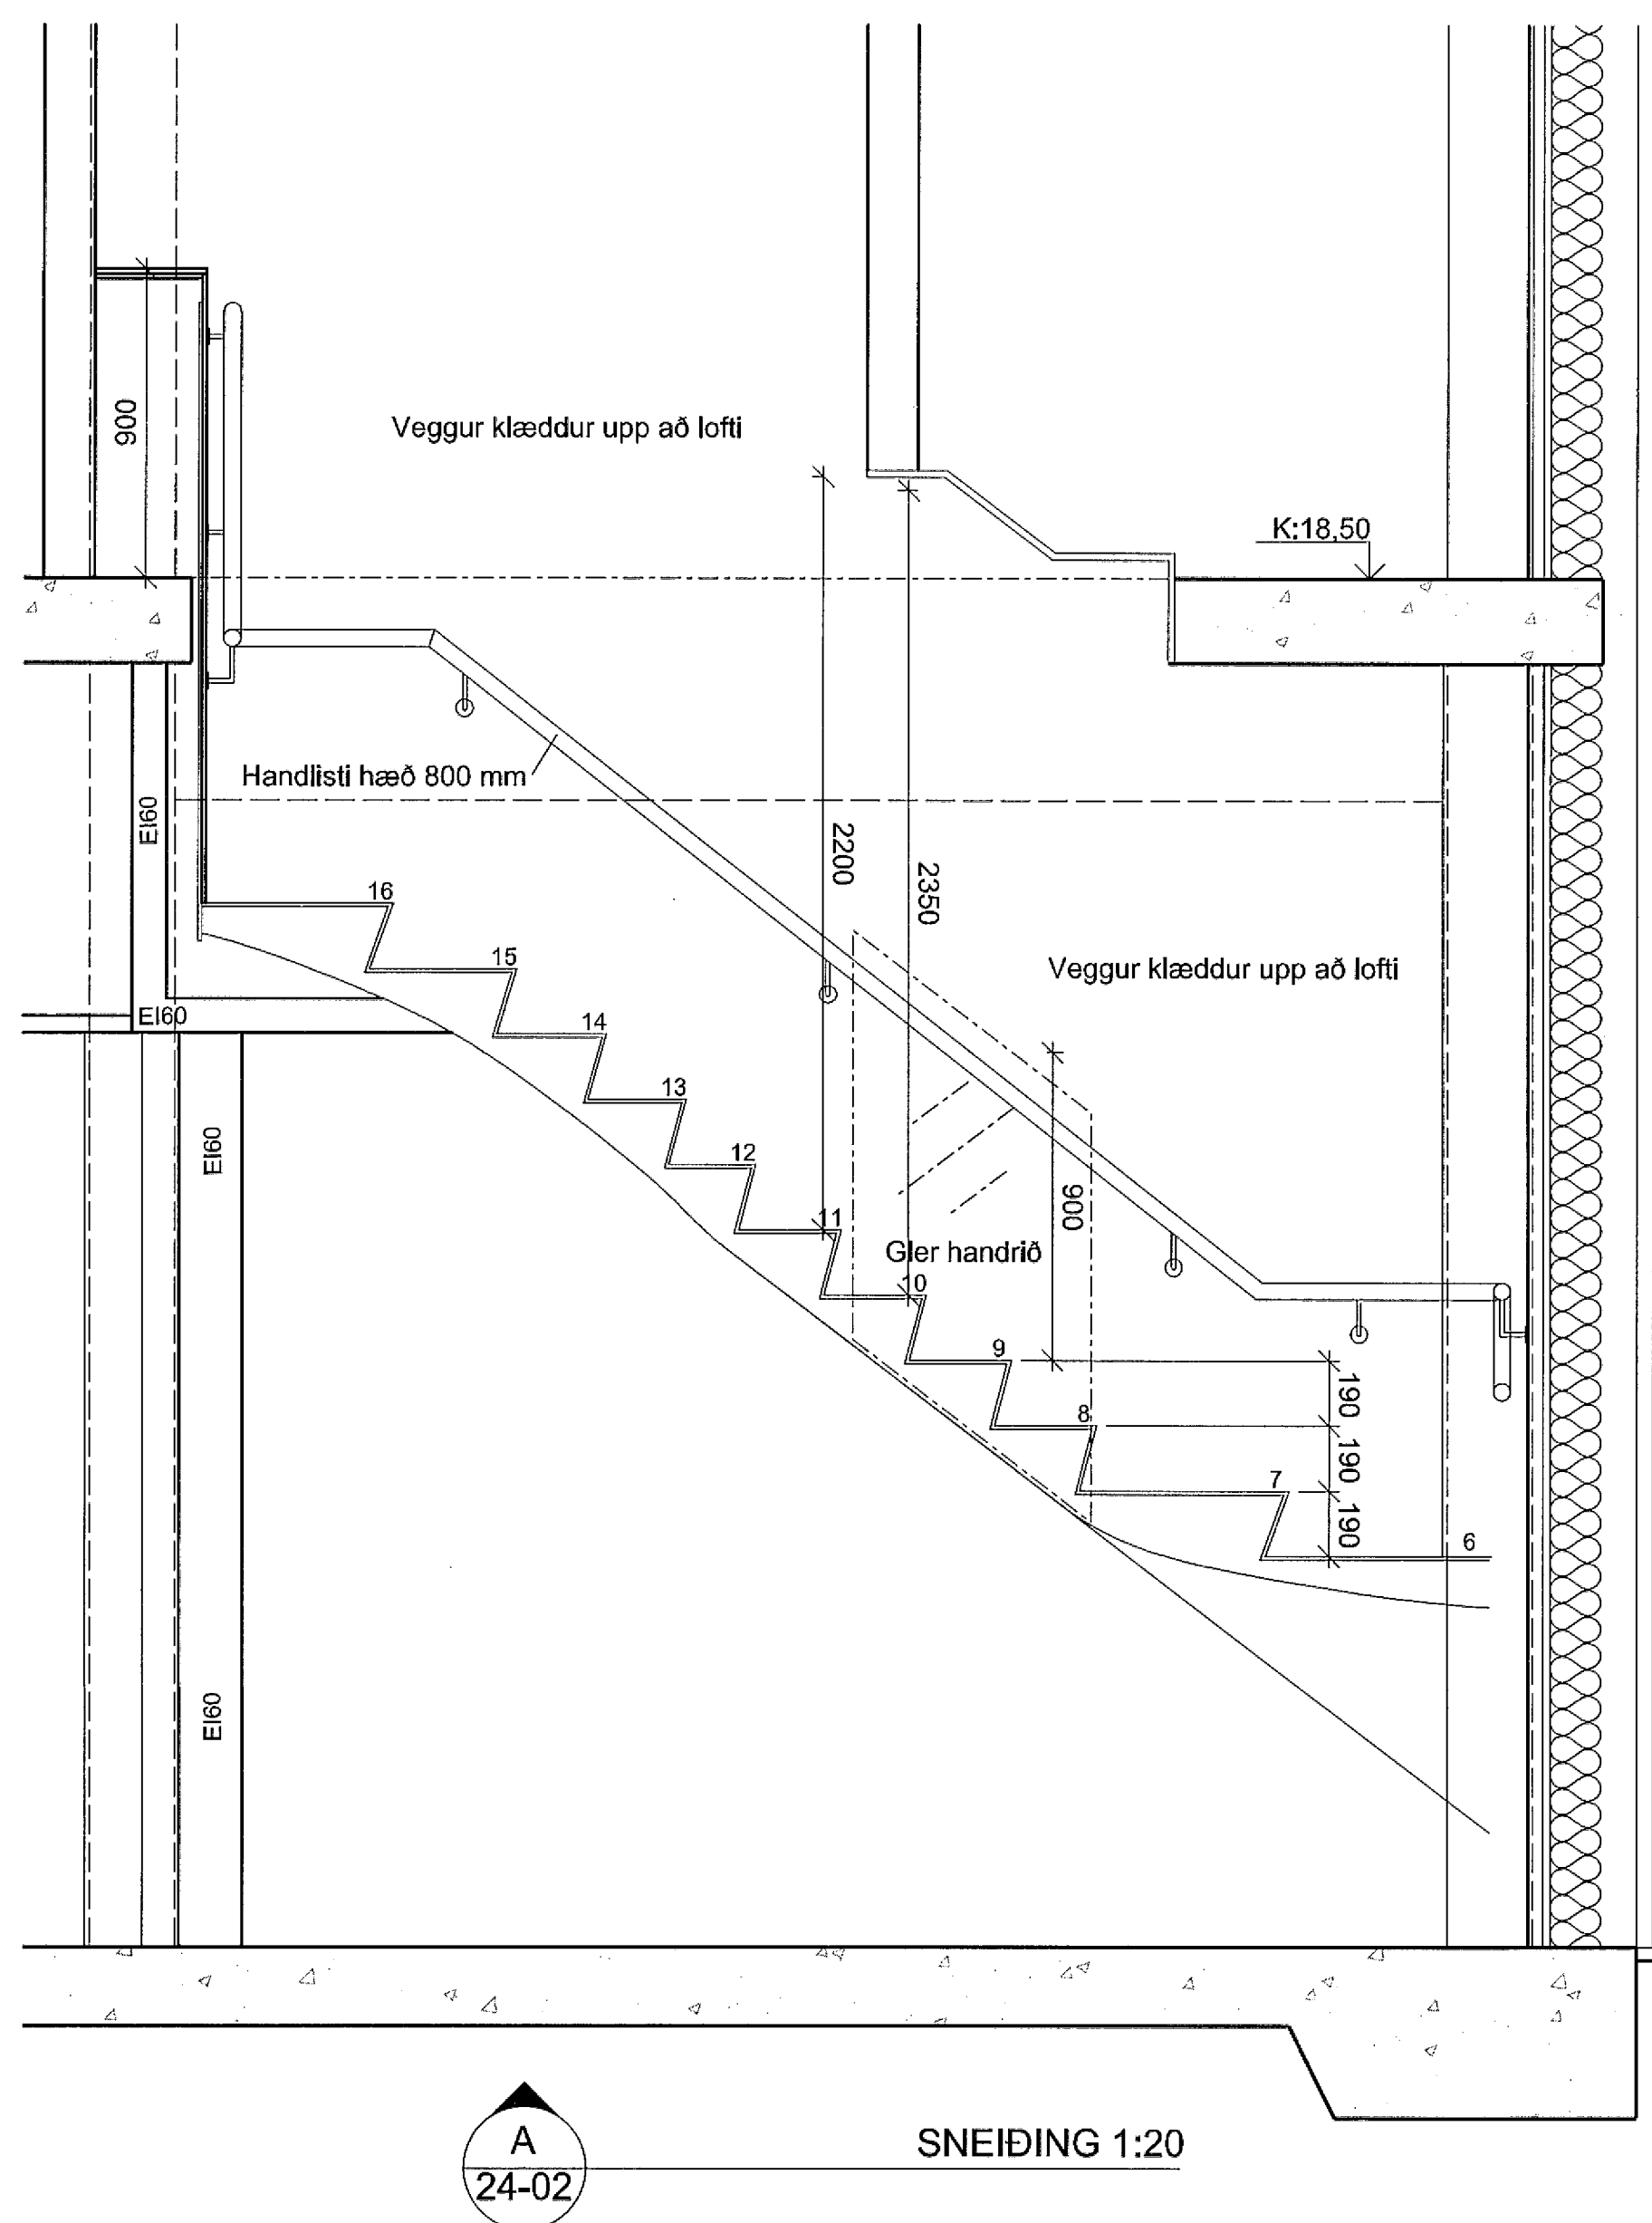 900
Veggur klæddur upp að lofti
K:18,50
Handlisti hæð 800 mm
EI60
2200
2350
16
15
Veggur klæddur upp að lofti
EI60
14
13
EI60
12
900
11
Gler handrið
10
9
190
8
190
7
190
6
EI60
A
24-02
SNEIÐING 1:20